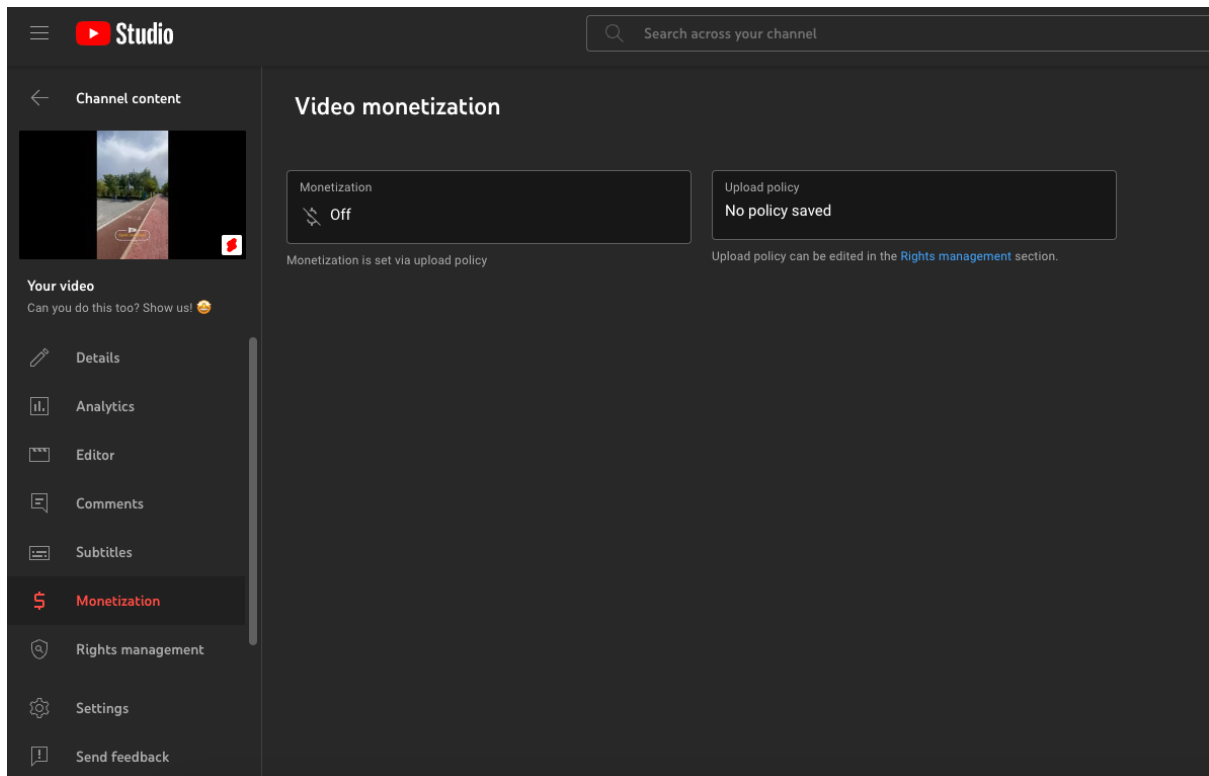 Studio
Search across your channel
Channel content
Your video
Can you do this too? Show us! 🤩
Details
Analytics
Editor
Comments
Subtitles
Monetization
Rights management
Settings
Send feedback
Video monetization
Monetization
Off
Monetization is set via upload policy
Upload policy
No policy saved
Upload policy can be edited in the Rights management section.